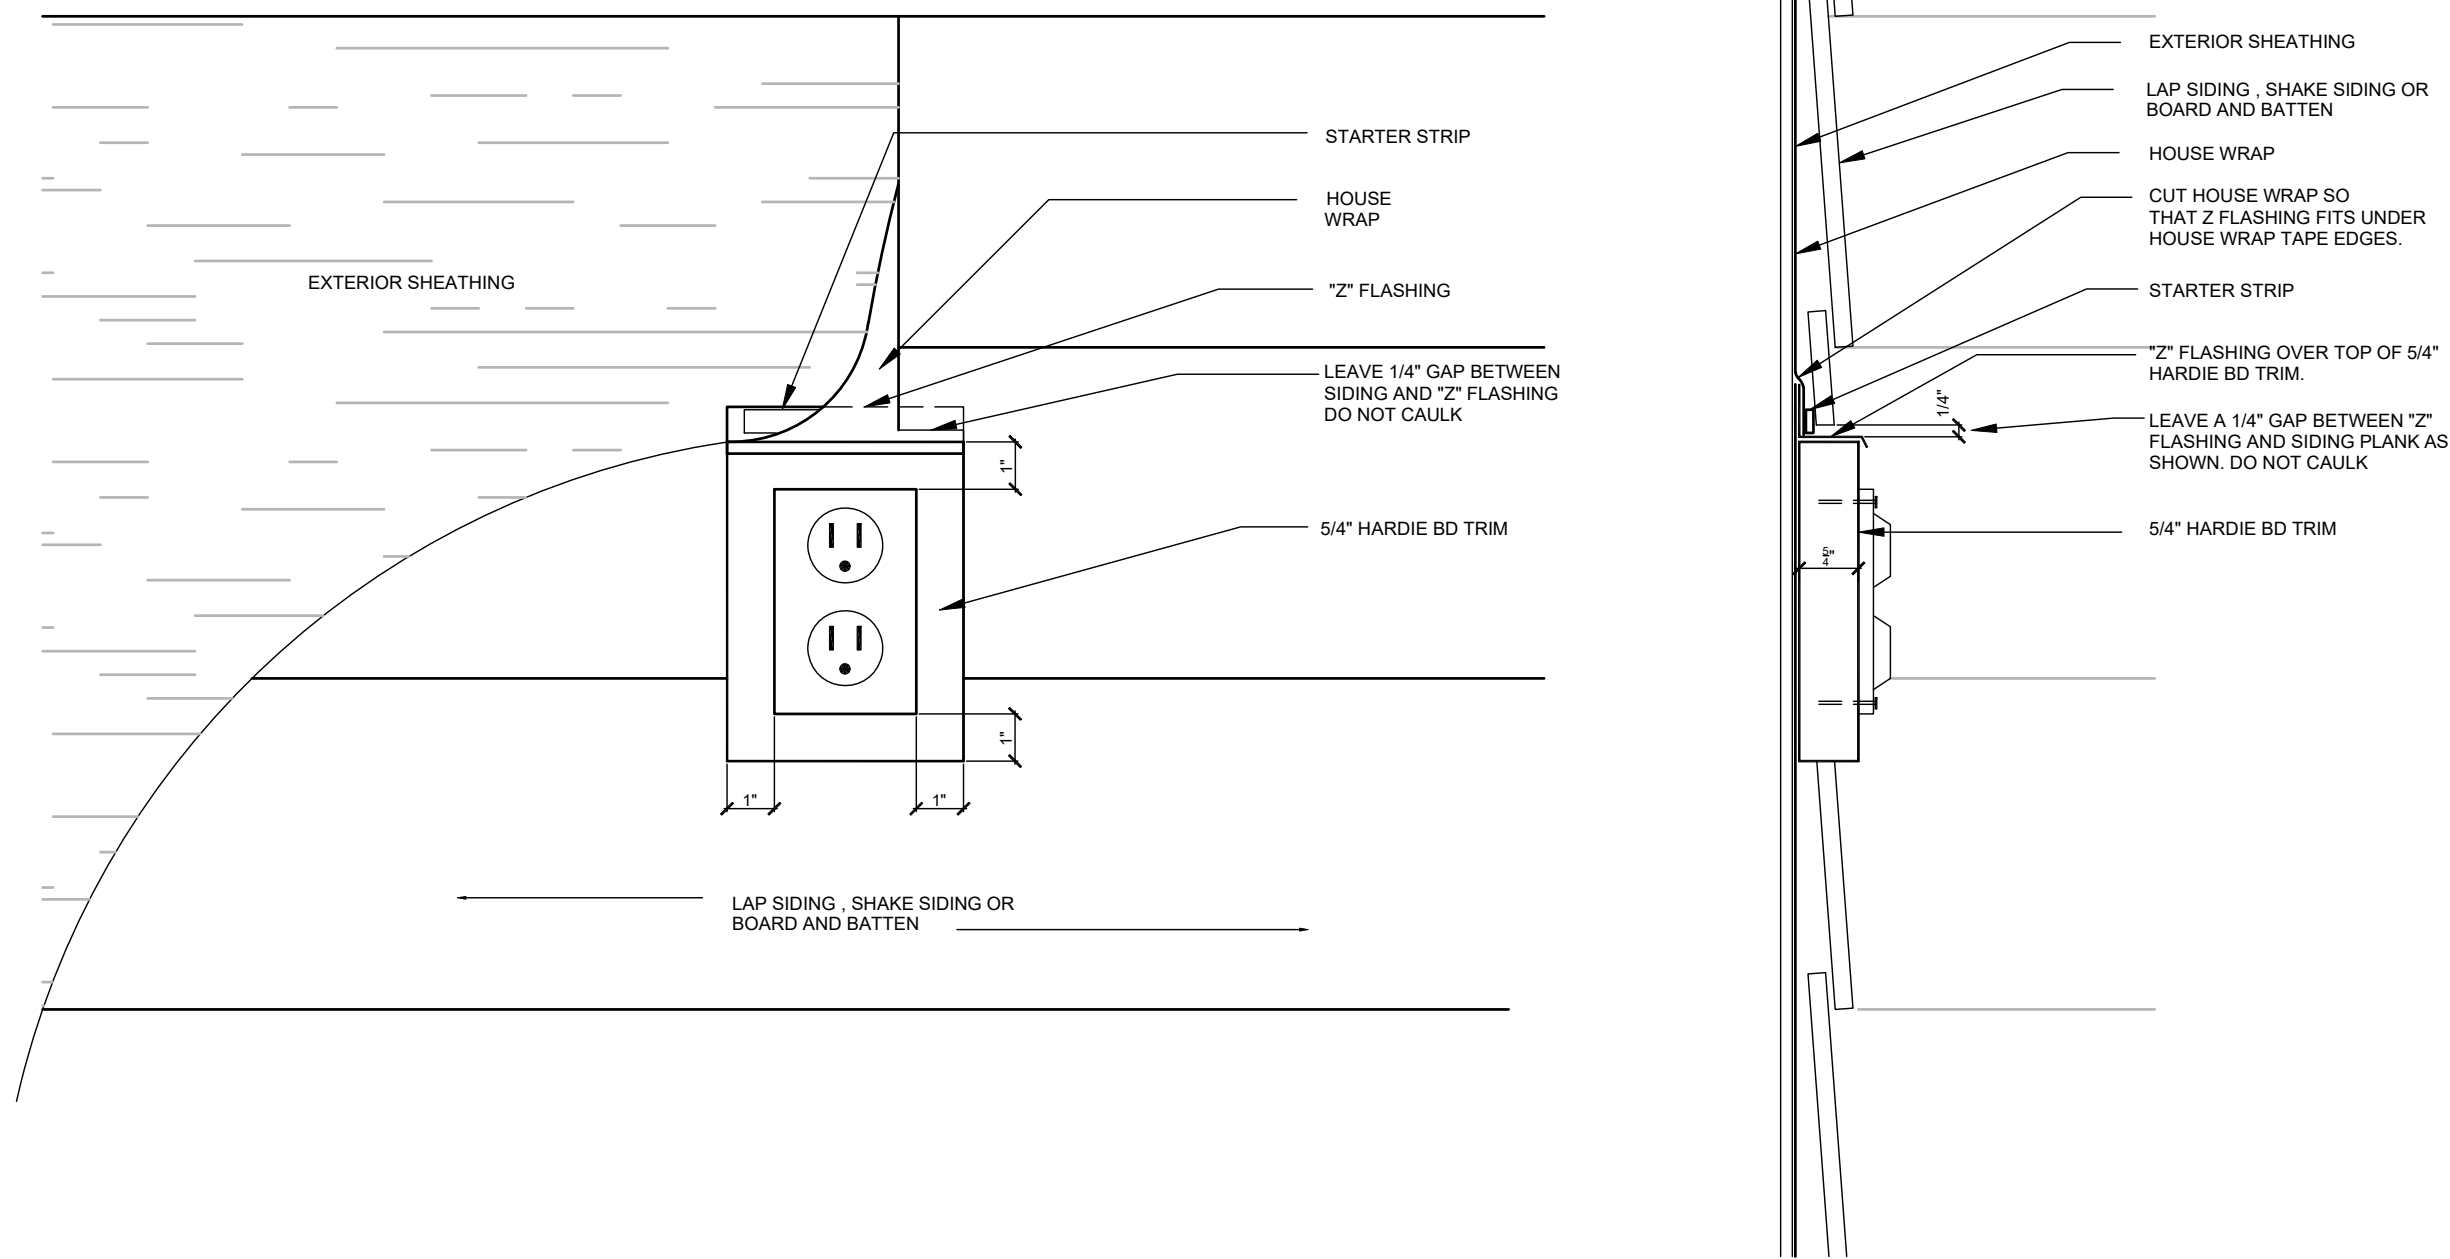 EXTERIOR SHEATHING
STARTER STRIP
HOUSE
WRAP
"Z" FLASHING
LEAVE 1/4" GAP BETWEEN
SIDING AND "Z" FLASHING
DO NOT CAULK
1"
5/4" HARDIE BD TRIM
1"
1"
1"
LAP SIDING , SHAKE SIDING OR
BOARD AND BATTEN
EXTERIOR SHEATHING
LAP SIDING , SHAKE SIDING OR
BOARD AND BATTEN
HOUSE WRAP
CUT HOUSE WRAP SO
THAT Z FLASHING FITS UNDER
HOUSE WRAP TAPE EDGES.
STARTER STRIP
"Z" FLASHING OVER TOP OF 5/4"
HARDIE BD TRIM.
1/4"
LEAVE A 1/4" GAP BETWEEN "Z"
FLASHING AND SIDING PLANK AS
SHOWN. DO NOT CAULK
5/4" HARDIE BD TRIM
5/4"